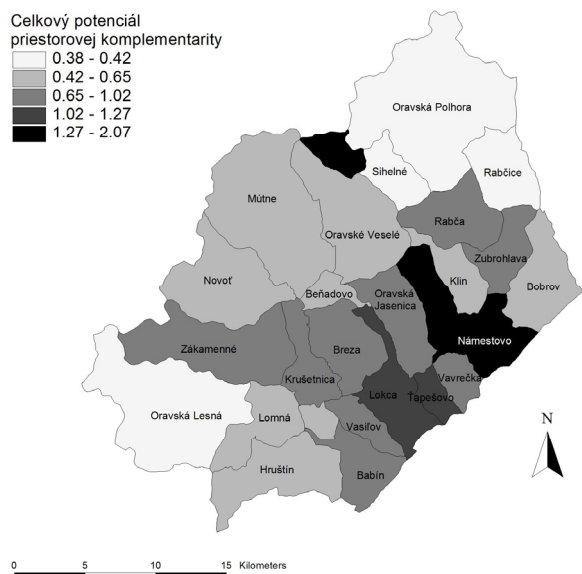 Celkový potenciál
priestorovej komplementarity
0.38 - 0.42
0.42 - 0.65
0.65 - 1.02
1.02 - 1.27
1.27 - 2.07
Oravská Polhora
Rabčice
Sihelné
Mútne
Rabča
Oravské Veselé
Zubrohlava
Novoť
Klin
Dobrov
Beňadovo
Oravská
Jasenica
Námestovo
Zákamenné
Breza
Vavrečka
Krušetnica
Lokca
Ťapešovo
Oravská Lesná
Lomná
Vasiľov
Hruštín
Babín
N
0 5 10 15 Kilometers